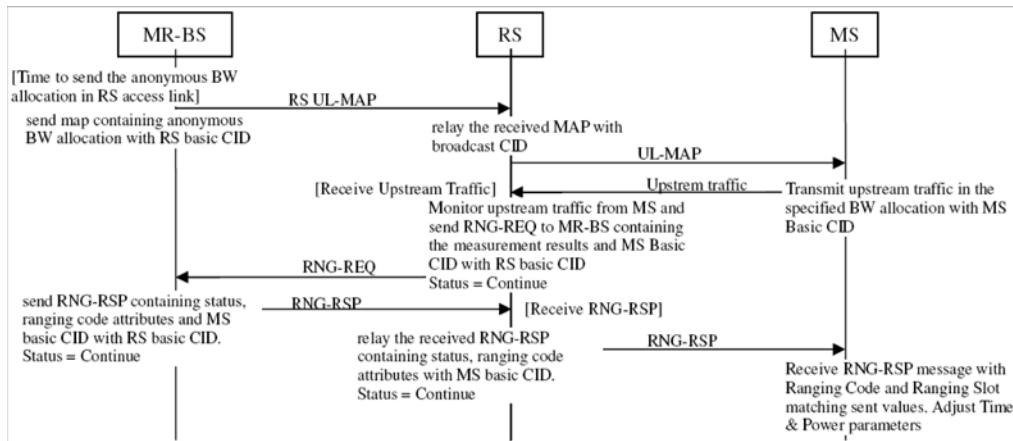 MR-BS
RS
MS
[Time to send the anonymous BW
allocation in RS access link]
RS UL-MAP
send map containing anonymous
BW allocation with RS basic CID
relay the received MAP with
broadcast CID
UL-MAP
[Receive Upstream Traffic]
Upstrem traffic
Transmit upstream traffic in the
specified BW allocation with MS
Basic CID
Monitor upstream traffic from MS and
send RNG-REQ to MR-BS containing
the measurement results and MS Basic
CID with RS basic CID
Status = Continue
RNG-REQ
send RNG-RSP containing status,
ranging code attributes and MS
basic CID with RS basic CID.
Status = Continue
RNG-RSP
[Receive RNG-RSP]
relay the received RNG-RSP
containing status, ranging code
attributes with MS basic CID.
Status = Continue
RNG-RSP
Receive RNG-RSP message with
Ranging Code and Ranging Slot
matching sent values. Adjust Time
& Power parameters